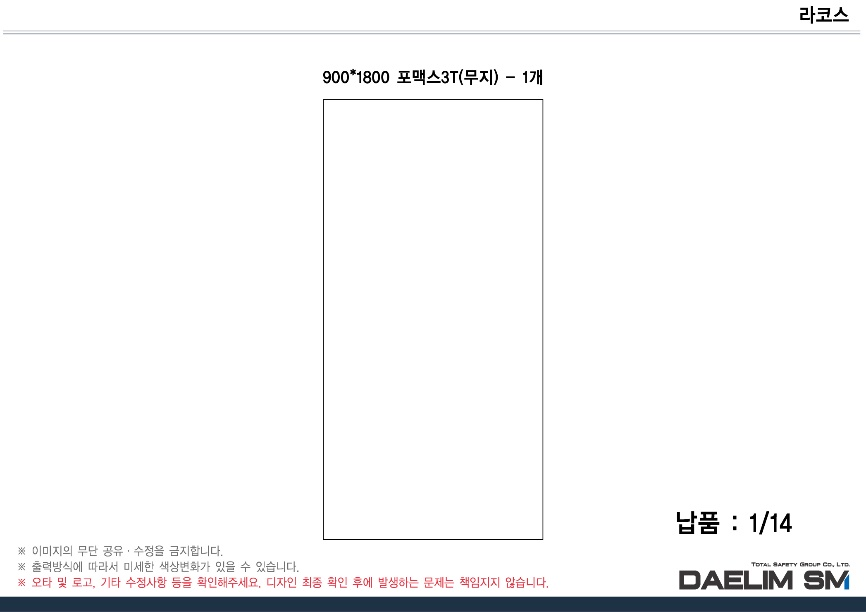 라코스
900*1800 포맥스3T(무지) - 1개
납품 : 1/14
※ 이미지의 무단 공유·수정을 금지합니다.
※ 출력방식에 따라서 미세한 색상변화가 있을 수 있습니다.
※ 오타 및 로고, 기타 수정사항 등을 확인해주세요. 디자인 최종 확인 후에 발생하는 문제는 책임지지 않습니다.
TOTAL SAFETY GROUP CO., LTD.
DAELIM SM